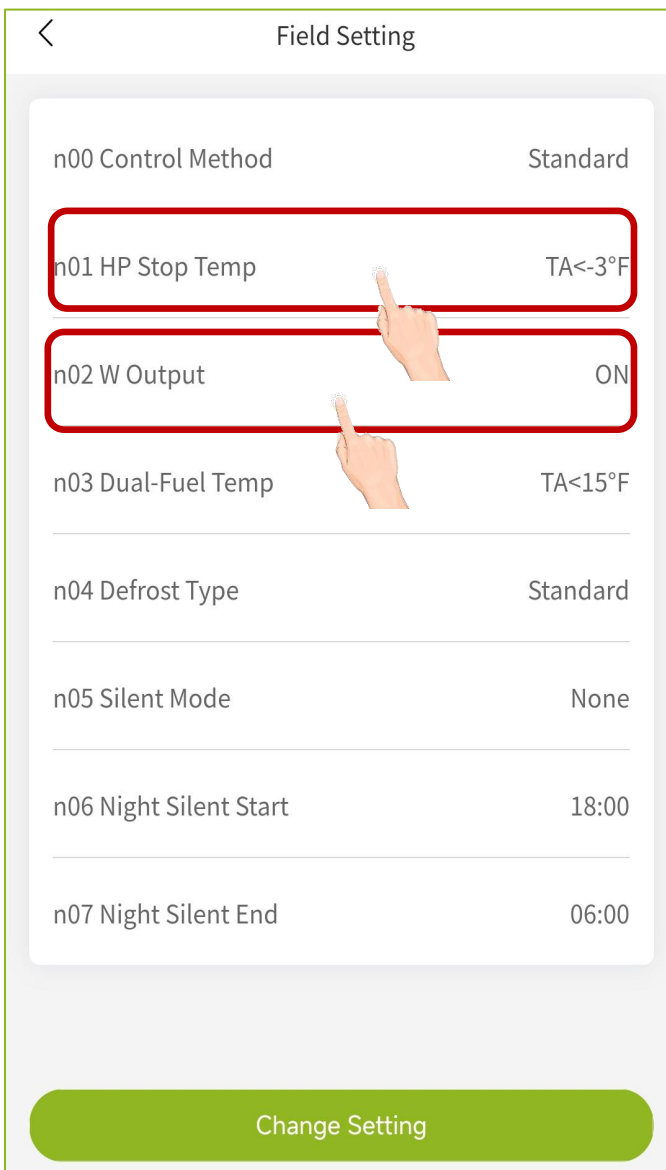 Field Setting
n00 Control Method Standard
n01 HP Stop Temp TA<-3°F
n02 W Output ON
n03 Dual-Fuel Temp TA<15°F
n04 Defrost Type Standard
n05 Silent Mode None
n06 Night Silent Start 18:00
n07 Night Silent End 06:00
Change Setting